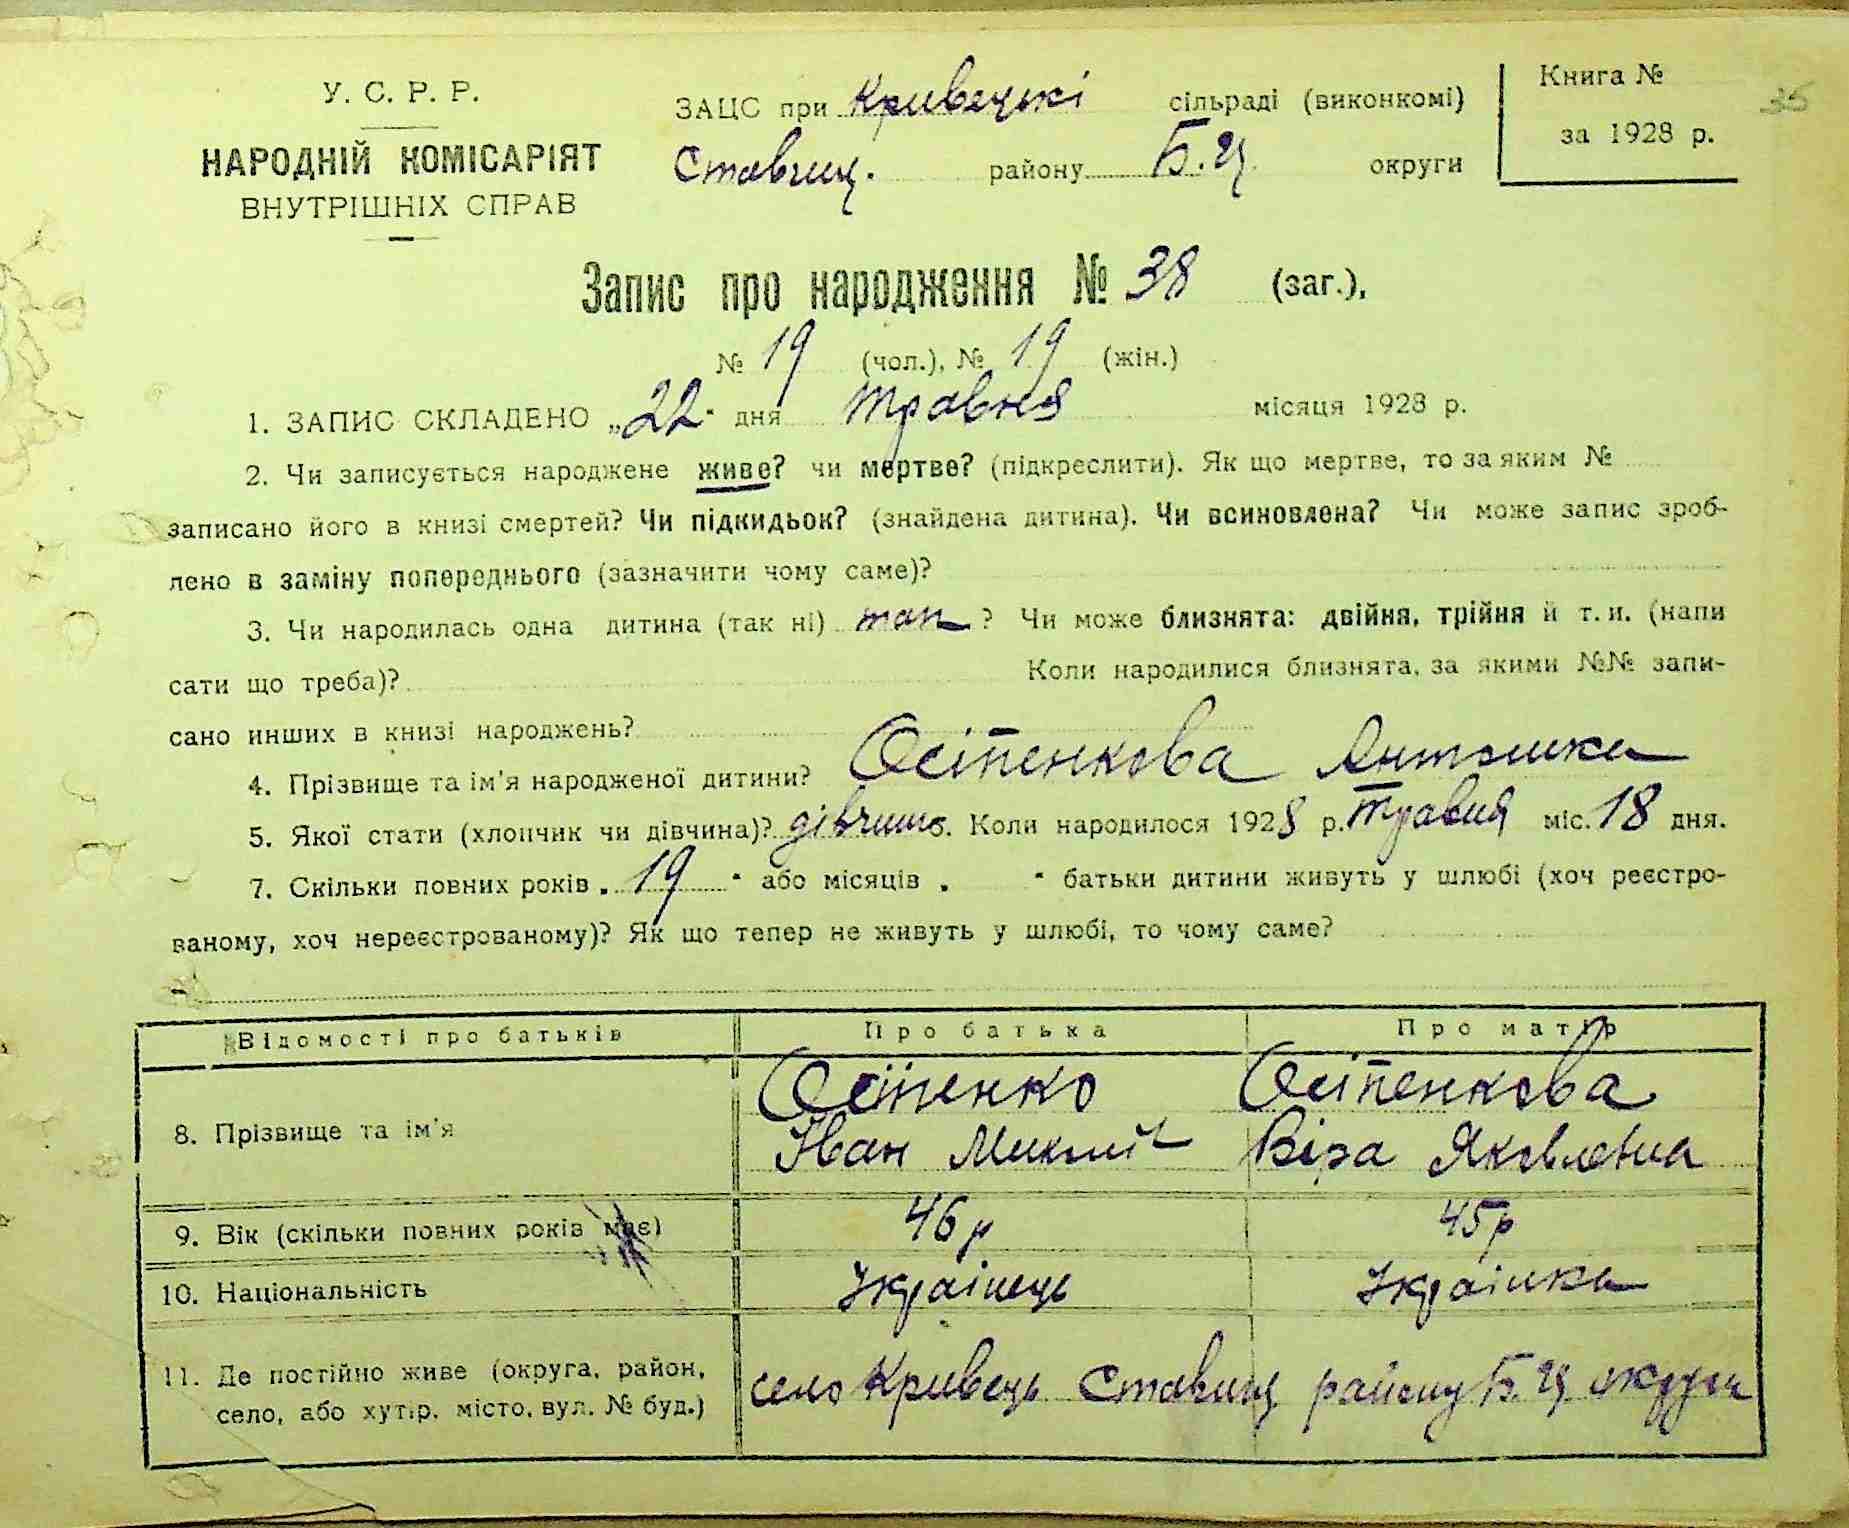 У. С. Р. Р.
НАРОДНІЙ КОМІСАРІЯТ
ВНУТРІШНІХ СПРАВ
ЗАЦС при Кривецькі сільраді (виконкомі)
Ставищ. району Б. Ц. округи
Книга №
за 1928 р.
35
Запис про народження № 38 (заг.),
№ 19 (чол.), № 19 (жін.)
1. ЗАПИС СКЛАДЕНО „22" дня травня місяця 1928 р.
2. Чи записується народжене живе? чи мертве? (підкреслити). Як що мертве, то за яким №
записано його в книзі смертей? Чи підкидьок? (знайдена дитина). Чи всиновлена? Чи може запис зроб-
лено в заміну попереднього (зазначити чому саме)?
3. Чи народилась одна дитина (так ні) так? Чи може близнята: двійня, трійня й т. и. (напи
сати що треба)? Коли народилися близнята, за якими №№ запи-
сано инших в книзі народжень?
4. Прізвище та ім'я народженої дитини? Осіпенкова Антонина
5. Якої стати (хлопчик чи дівчина)? дівчина 6. Коли народилося 1928 р. Травня міс. 18 дня.
7. Скільки повних років „ 19 " або місяців „ " батьки дитини живуть у шлюбі (хоч реєстро-
ваному, хоч нереєстрованому)? Як що тепер не живуть у шлюбі, то чому саме?
Відомості про батьків Про батька Про матір
8. Прізвище та ім'я Осіпенко Іван Осіпенкова Віра Яковлевна
9. Вік (скільки повних років має) 46 р 45 р
10. Національність Українець Українка
11. Де постійно живе (округа, район,
село, або хутір, місто, вул. № буд.) село Кривець Ставищ району Б. Ц. округи